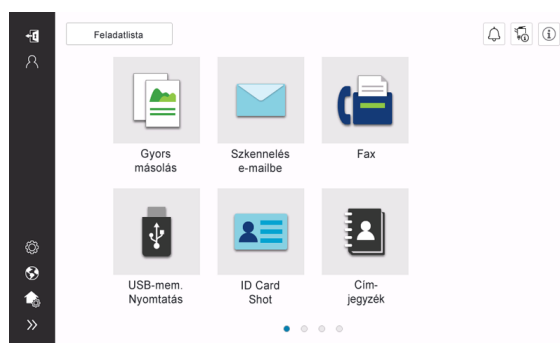 Feladatlista
Gyors
másolás
Szkennelés
e-mailbe
Fax
USB-mem.
Nyomtatás
ID Card
Shot
Cím-
jegyzék